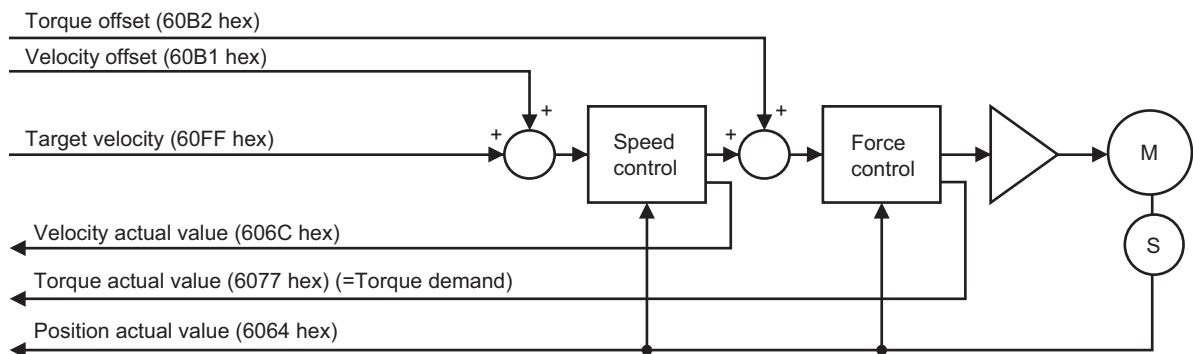 Torque offset (60B2 hex)
Velocity offset (60B1 hex)
+
+
Target velocity (60FF hex)
+
+
Speed
control
Force
control
M
S
Velocity actual value (606C hex)
Torque actual value (6077 hex) (=Torque demand)
Position actual value (6064 hex)